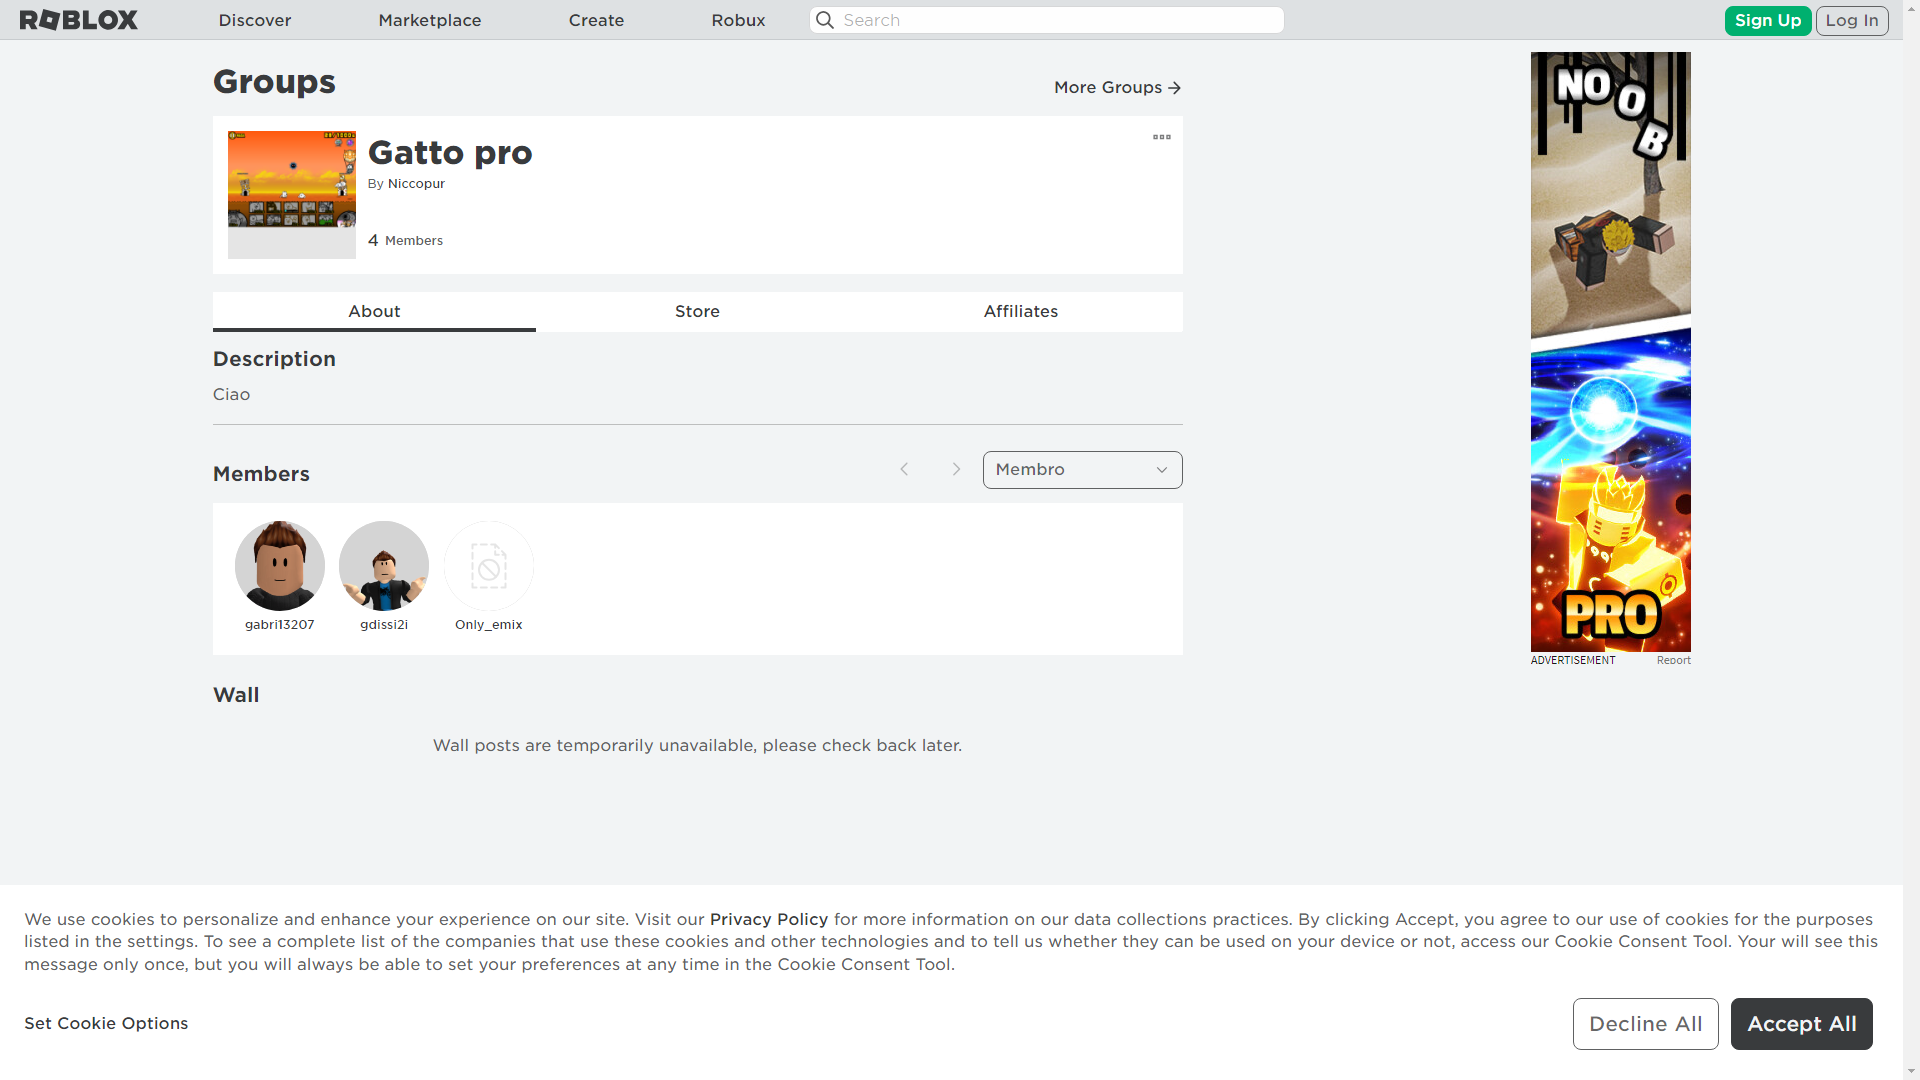 ROBLOX
Discover
Marketplace
Create
Robux
Search
Sign Up
Log In
Groups
More Groups
Gatto pro
By Niccopur
4 Members
About
Store
Affiliates
Description
Ciao
Members
Membro
gabri13207
gdissi2i
Only_emix
Wall
Wall posts are temporarily unavailable, please check back later.
NOOB
PRO
ADVERTISEMENT
Report
We use cookies to personalize and enhance your experience on our site. Visit our Privacy Policy for more information on our data collections practices. By clicking Accept, you agree to our use of cookies for the purposes
listed in the settings. To see a complete list of the companies that use these cookies and other technologies and to tell us whether they can be used on your device or not, access our Cookie Consent Tool. Your will see this
message only once, but you will always be able to set your preferences at any time in the Cookie Consent Tool.
Set Cookie Options
Decline All
Accept All